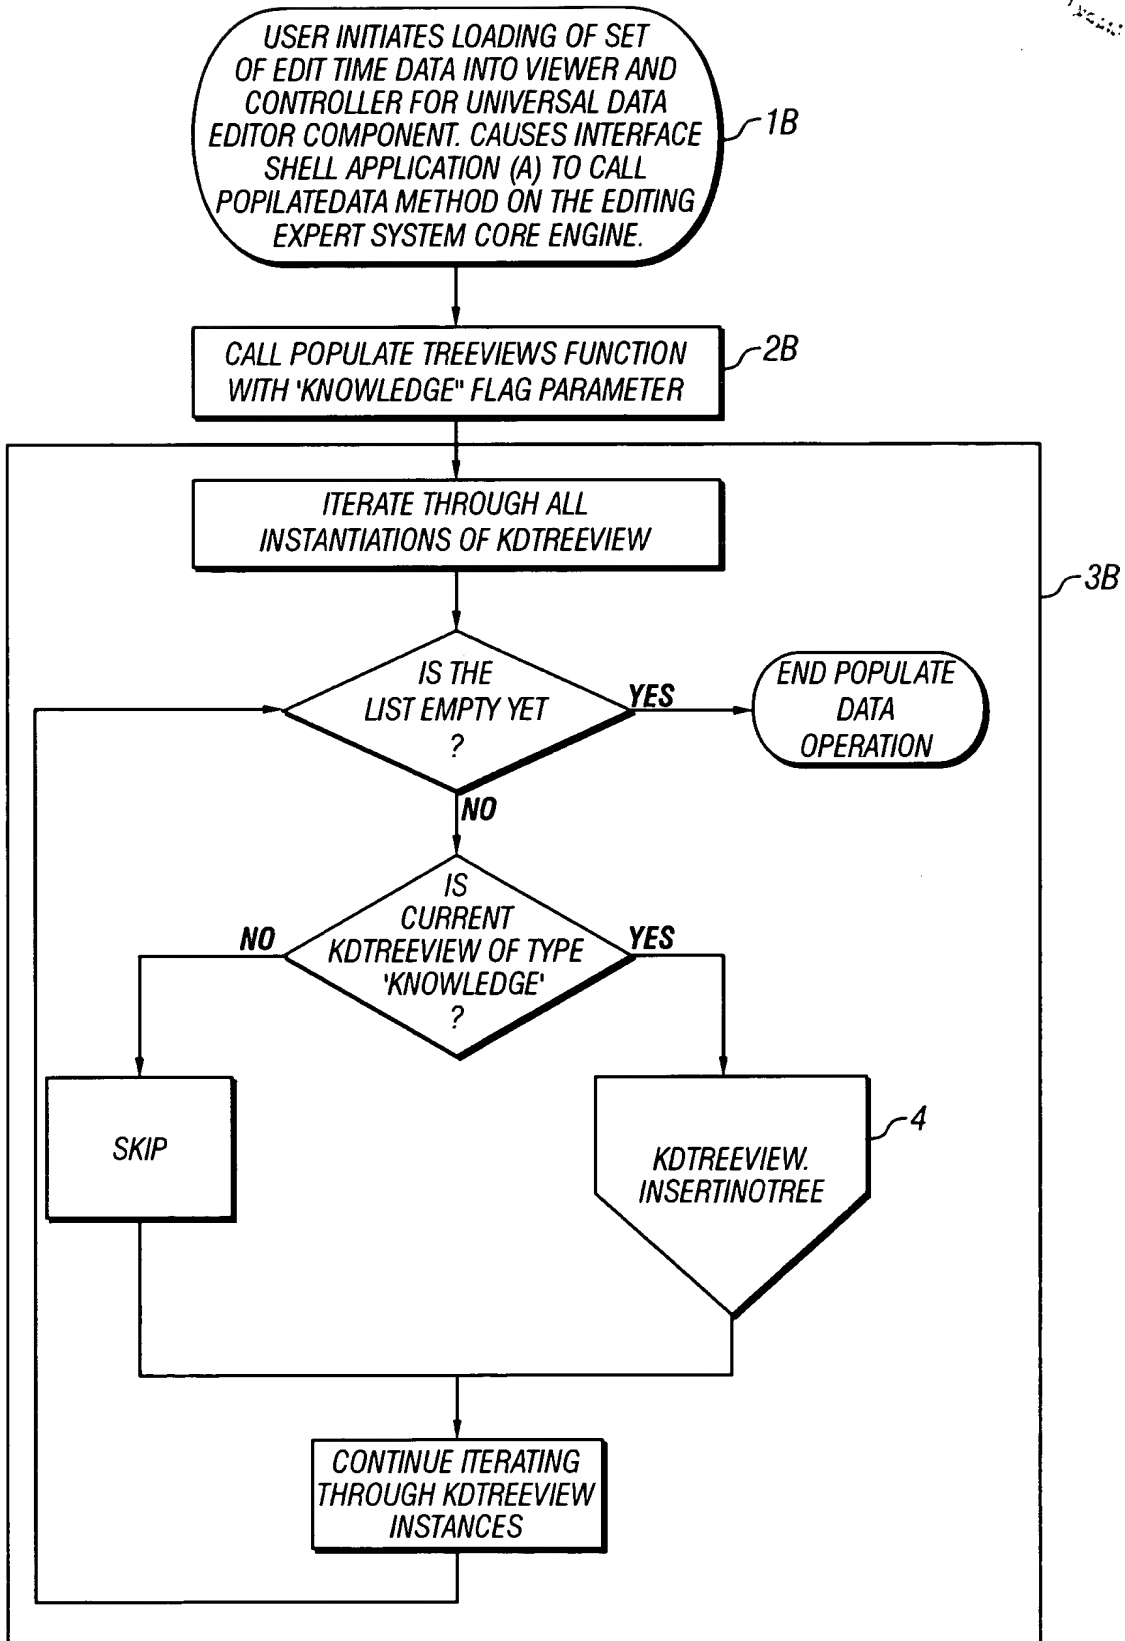 USER INITIATES LOADING OF SET
OF EDIT TIME DATA INTO VIEWER AND
CONTROLLER FOR UNIVERSAL DATA
EDITOR COMPONENT. CAUSES INTERFACE
SHELL APPLICATION (A) TO CALL
POPILATEDATA METHOD ON THE EDITING
EXPERT SYSTEM CORE ENGINE.
1B
CALL POPULATE TREEVIEWS FUNCTION
WITH 'KNOWLEDGE" FLAG PARAMETER
2B
ITERATE THROUGH ALL
INSTANTIATIONS OF KDTREEVIEW
3B
IS THE
LIST EMPTY YET
?
YES
END POPULATE
DATA
OPERATION
NO
IS
CURRENT
KDTREEVIEW OF TYPE
'KNOWLEDGE'
?
NO
YES
SKIP
KDTREEVIEW.
INSERTINOTREE
4
CONTINUE ITERATING
THROUGH KDTREEVIEW
INSTANCES